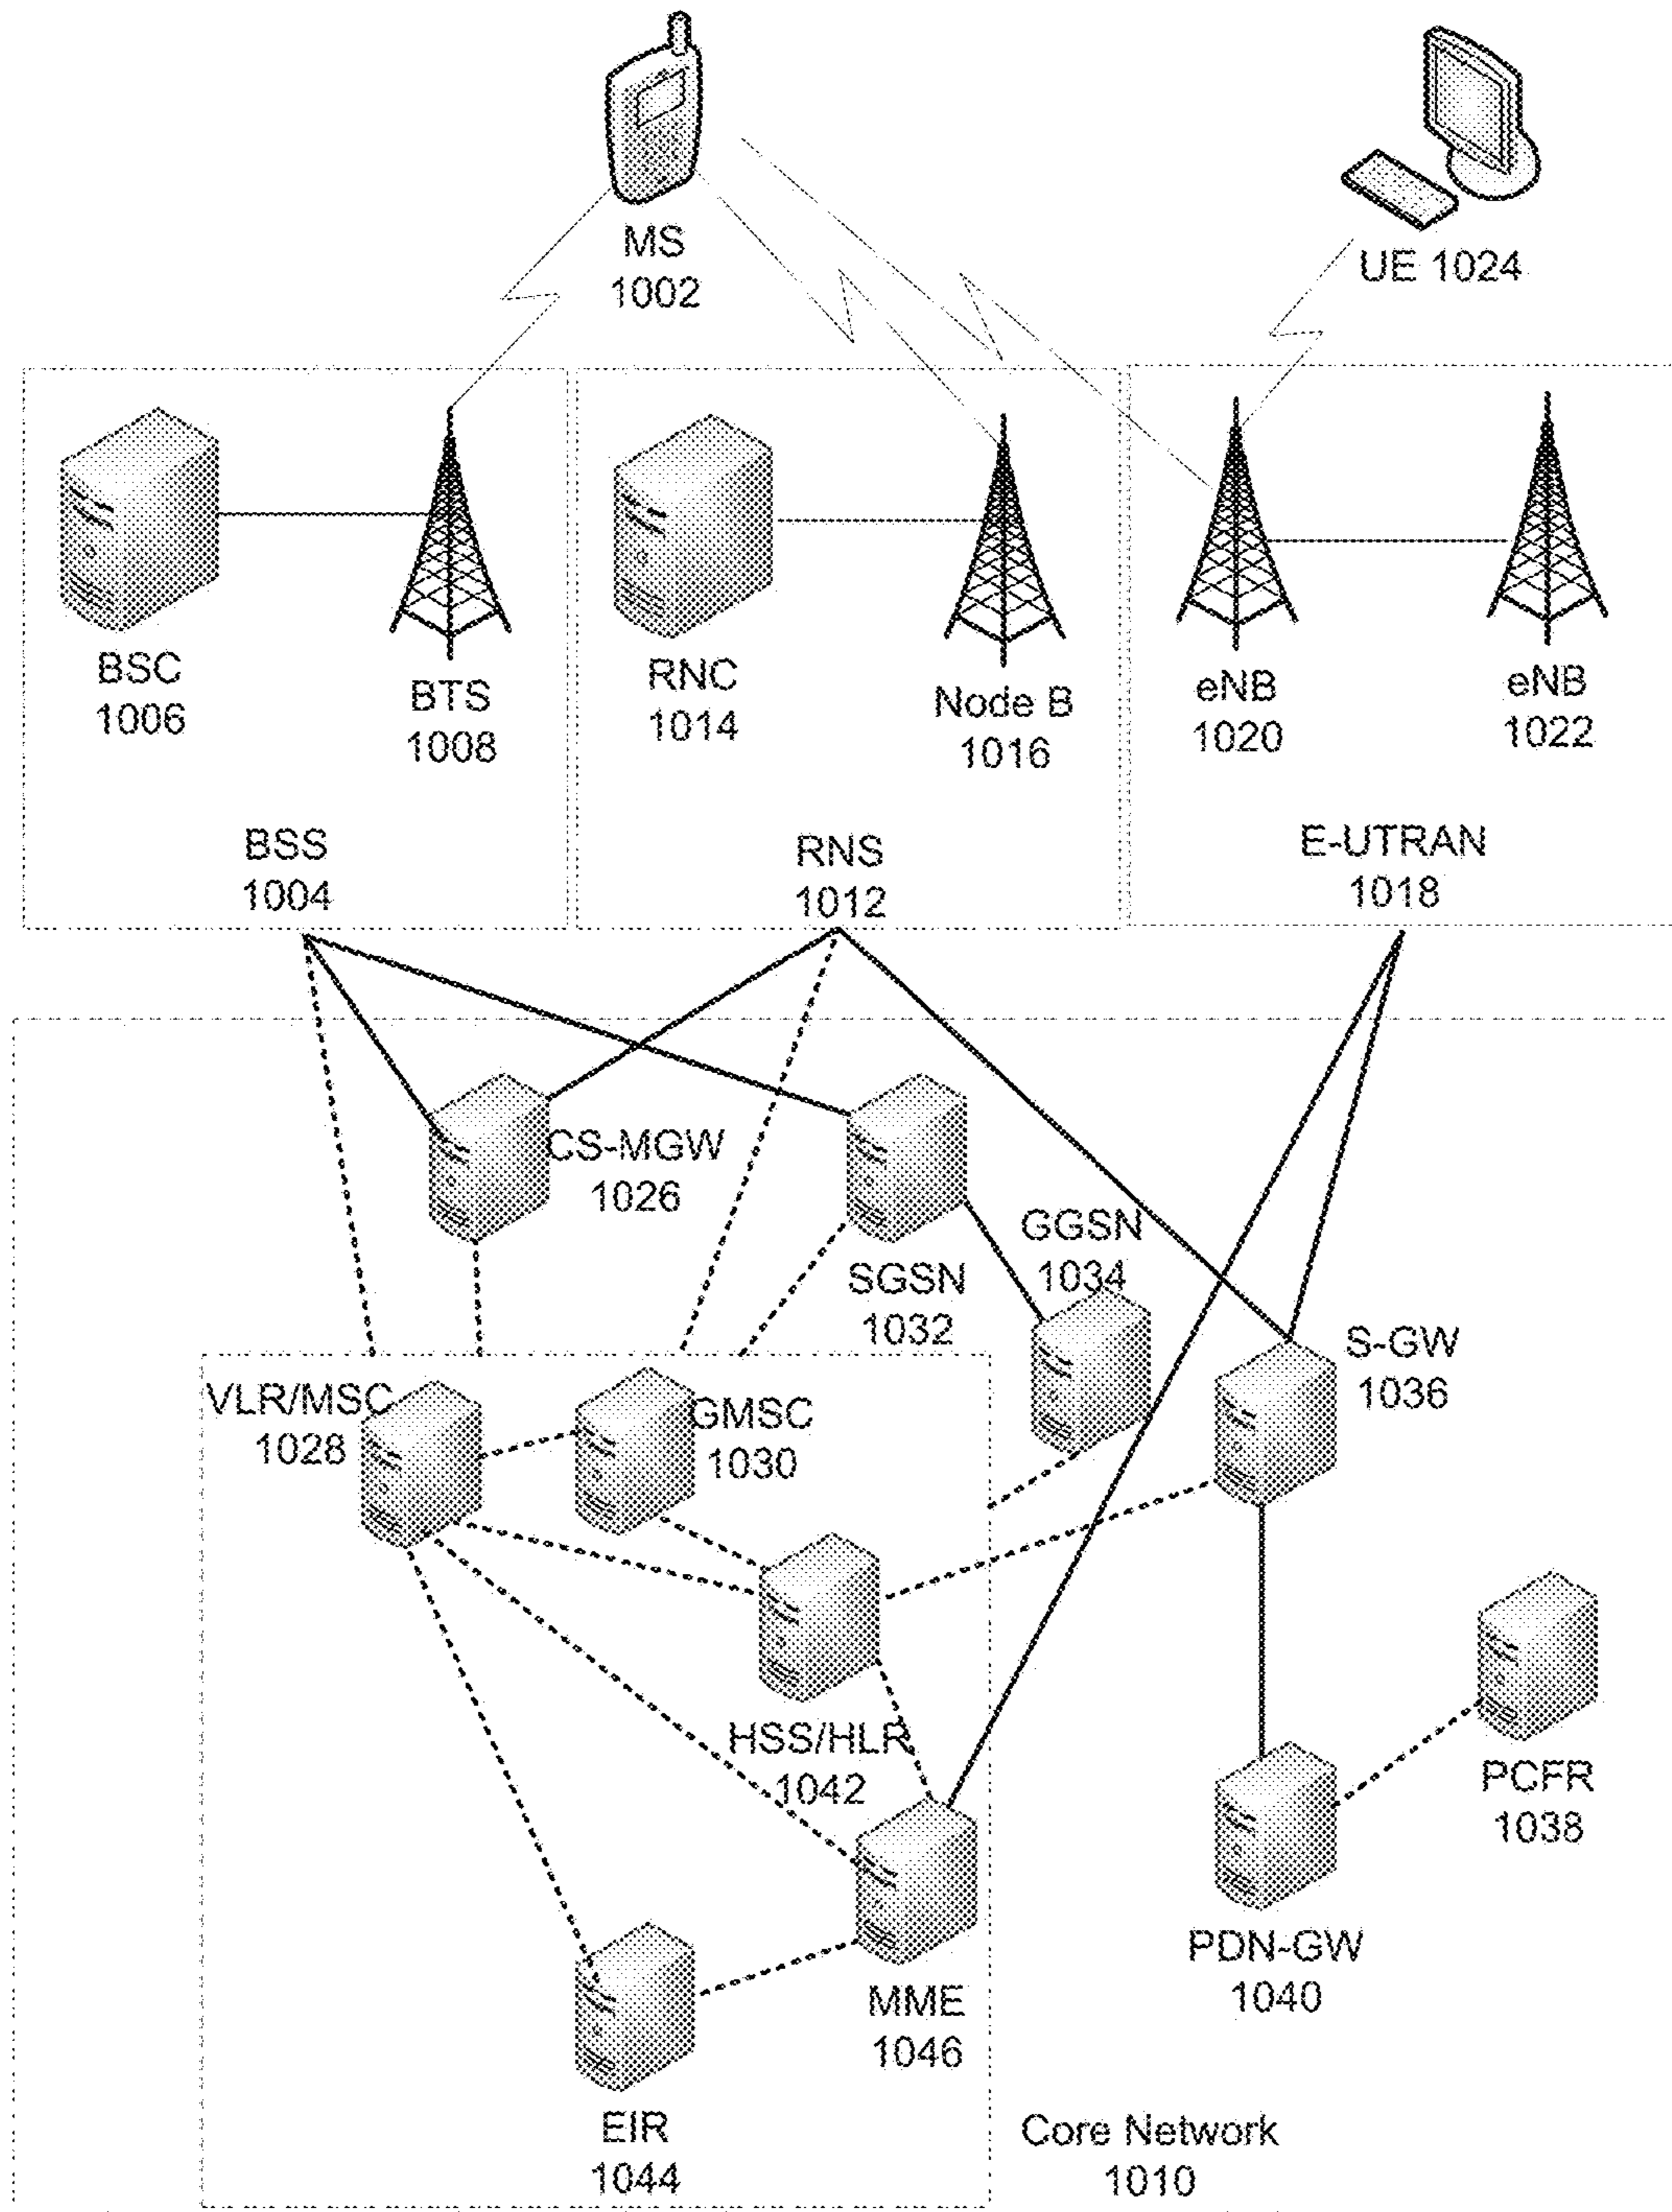 MS
1002
UE 1024
BSC
1006
BTS
1008
RNC
1014
Node B
1016
eNB
1020
eNB
1022
BSS
1004
RNS
1012
E-UTRAN
1018
CS-MGW
1026
SGSN
1032
GGSN
1034
S-GW
1036
VLR/MSC
1028
GMSC
1030
HSS/HLR
1042
PCFR
1038
PDN-GW
1040
MME
1046
EIR
1044
Core Network
1010